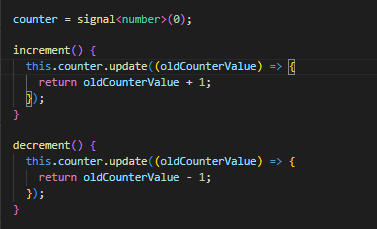 counter = signal<number>(0);

increment() {
  this.counter.update((oldCounterValue) => {
    return oldCounterValue + 1;
  });
}

decrement() {
  this.counter.update((oldCounterValue) => {
    return oldCounterValue - 1;
  });
}